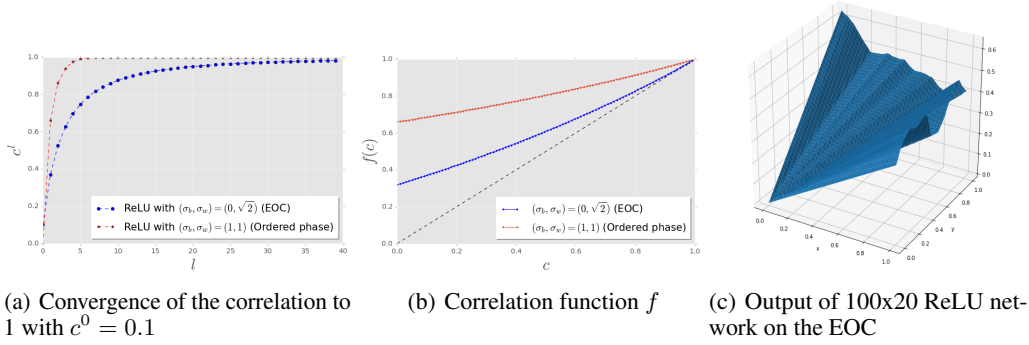 1.0
0.8
0.6
0.4
0.2
0.0
c^l
0 5 10 15 20 25 30 35 40
l
ReLU with (σ_b, σ_w) = (0, √2) (EOC)
ReLU with (σ_b, σ_w) = (1, 1) (Ordered phase)
1.0
0.8
0.6
0.4
0.2
0.0
f(c)
0.0 0.2 0.4 0.6 0.8 1.0
c
(σ_b, σ_w) = (0, √2) (EOC)
(σ_b, σ_w) = (1, 1) (Ordered phase)
0.6
0.5
0.4
0.3
0.2
0.1
0.0
0.0 0.2 0.4 0.6 0.8 1.0
x
0.0 0.2 0.4 0.6 0.8 1.0
y
(a) Convergence of the correlation to
1 with c^0 = 0.1
(b) Correlation function f
(c) Output of 100x20 ReLU net-
work on the EOC